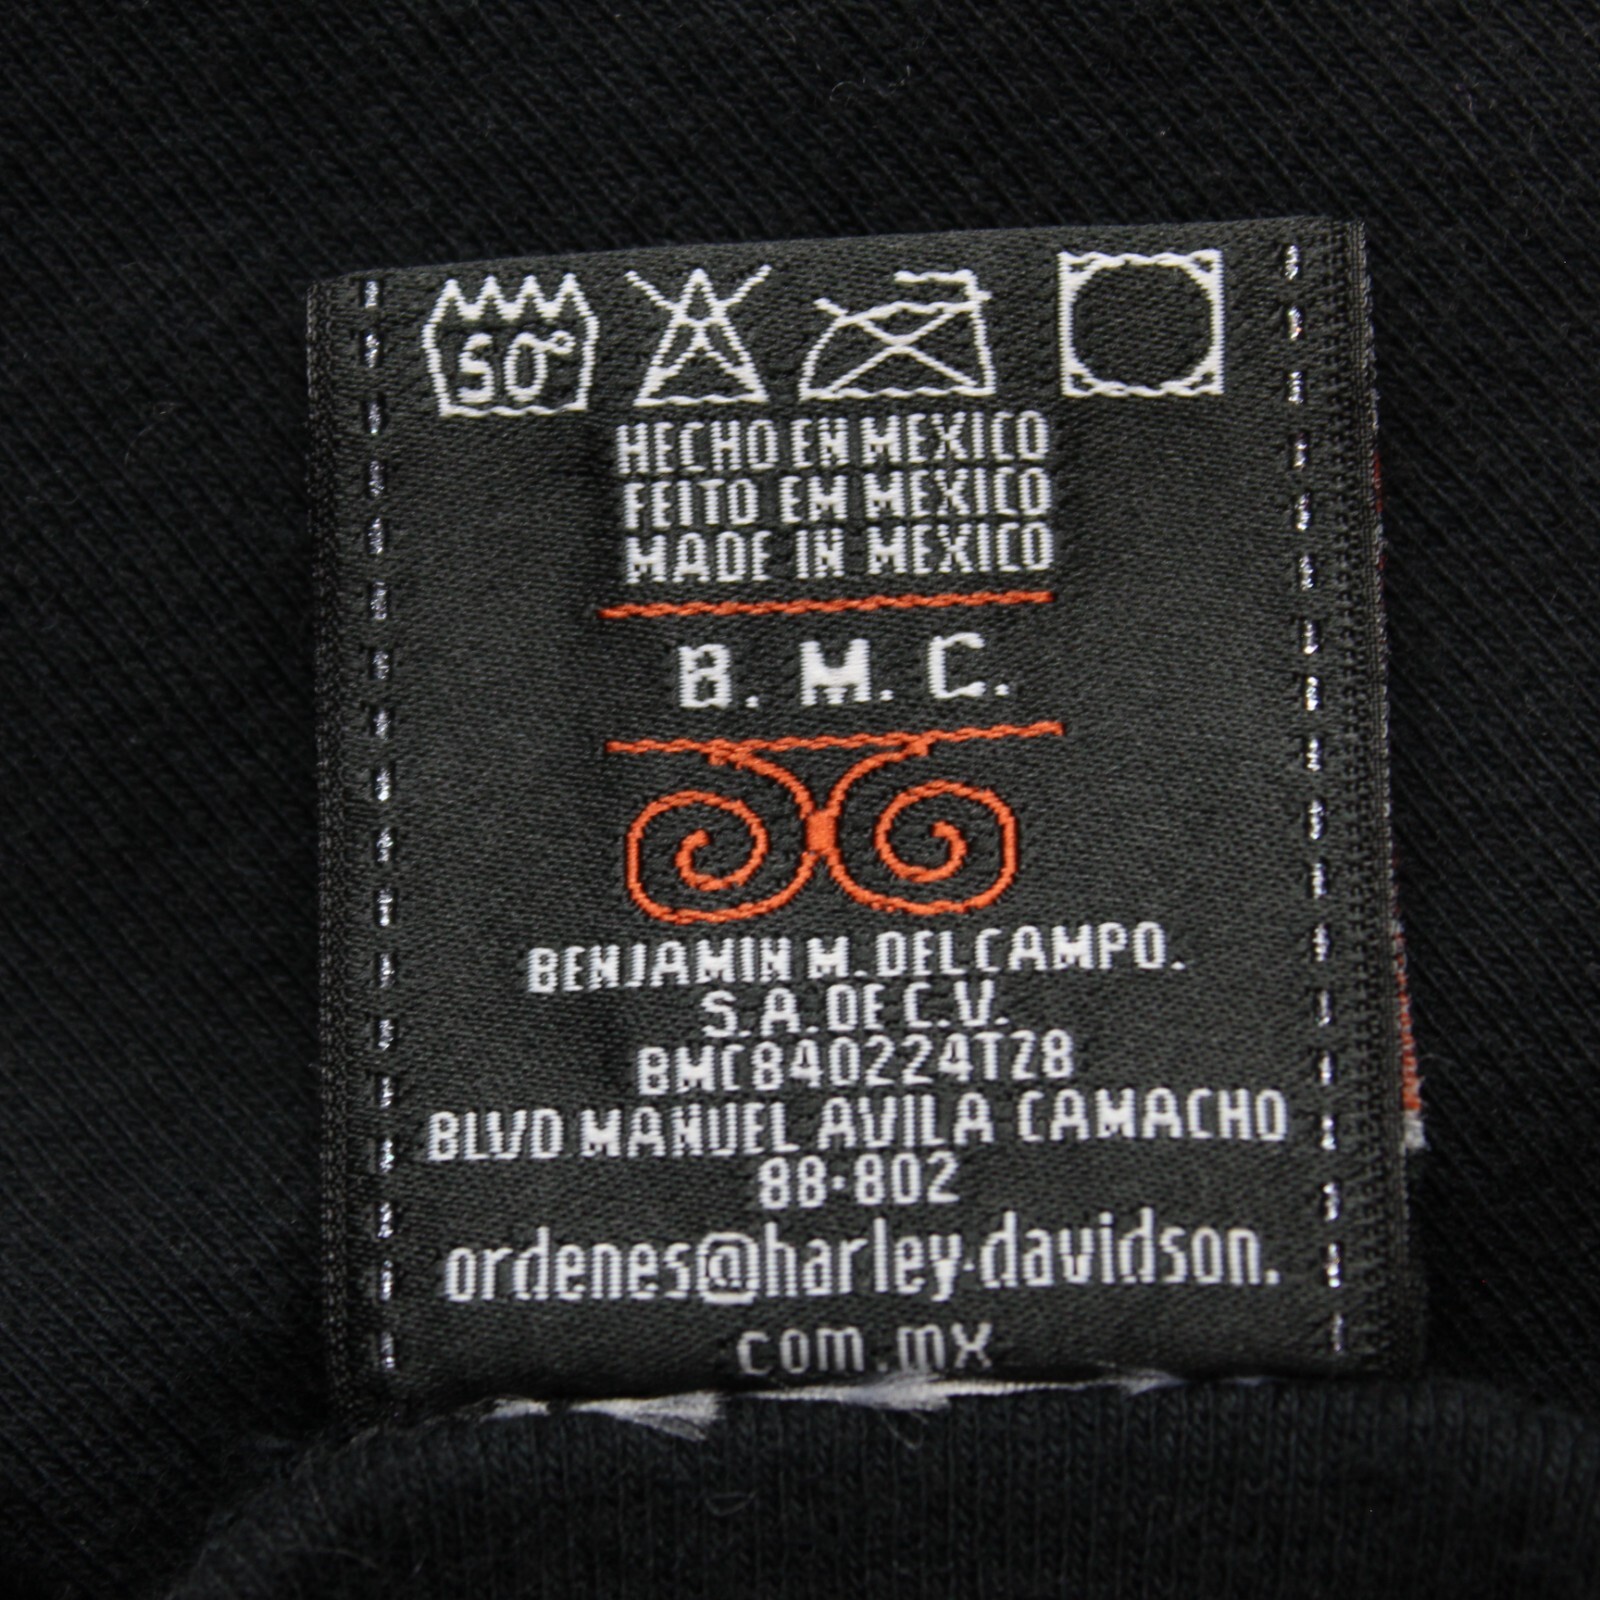 50°
HECHO EN MEXICO
FEITO EM MEXICO
MADE IN MEXICO
B. M. C.
BENJAMIN M. DEL CAMPO.
S.A. DE C.V.
BMC840224TZ8
BLVD MANUEL AVILA CAMACHO
88-802
ordenes@harley-davidson.
com.mx